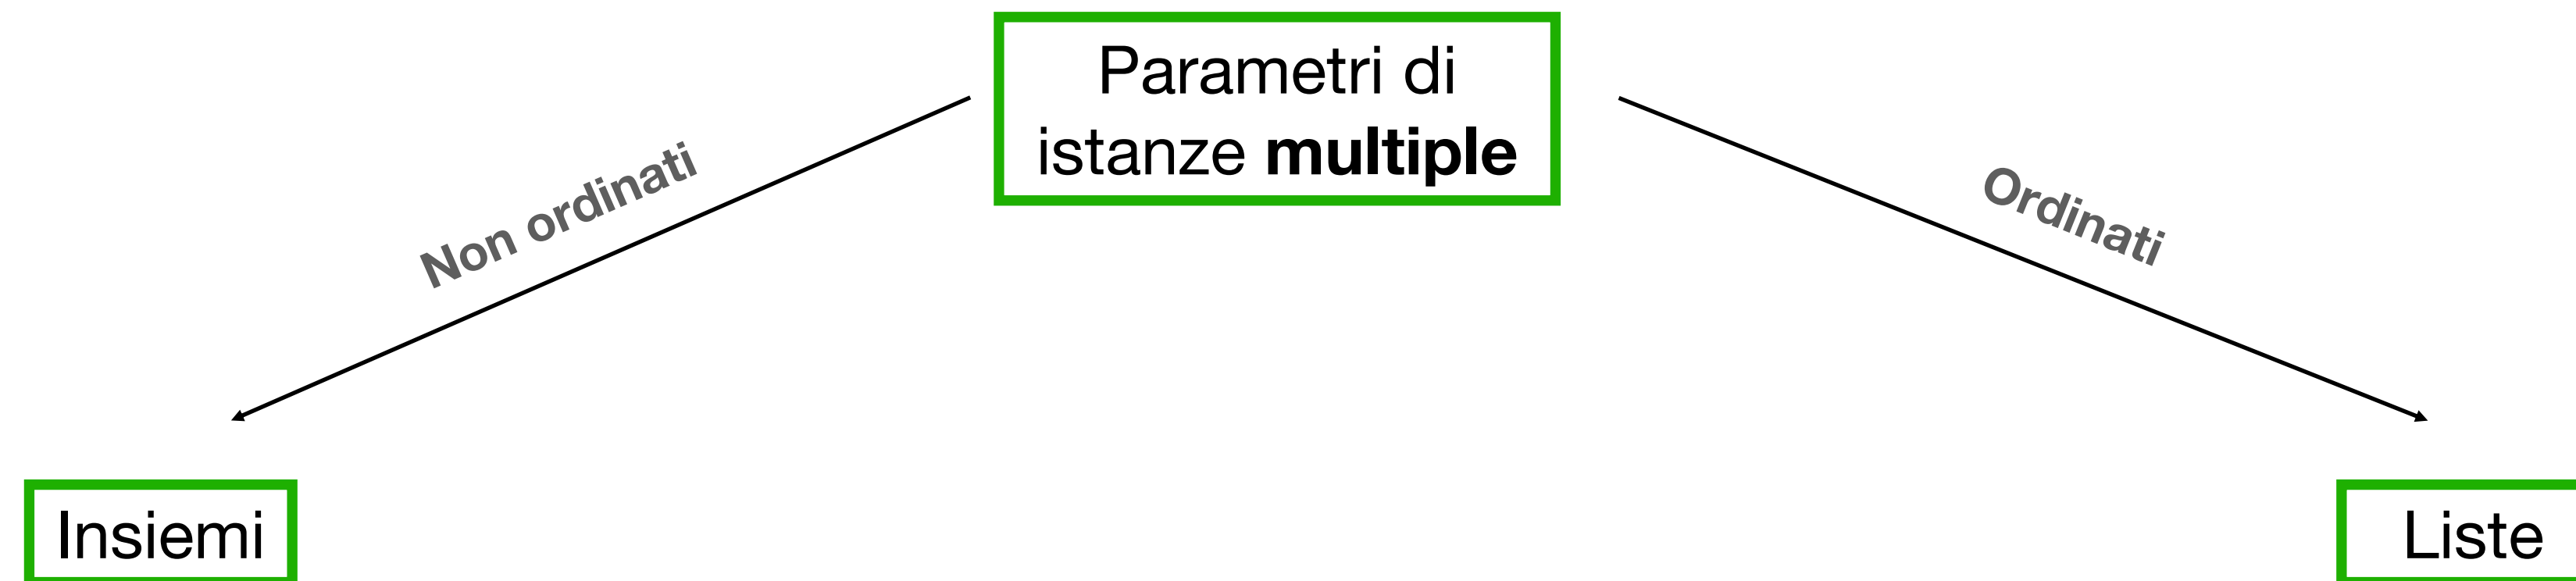 Parametri di
istanze multiple
Non ordinati
Ordinati
Insiemi
Liste